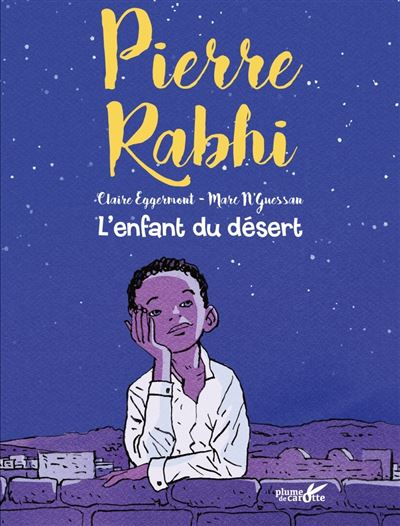 Pierre
Rabhi
Claire Eggermont - Marc N'Guessan
L'enfant du désert
plume
de carotte